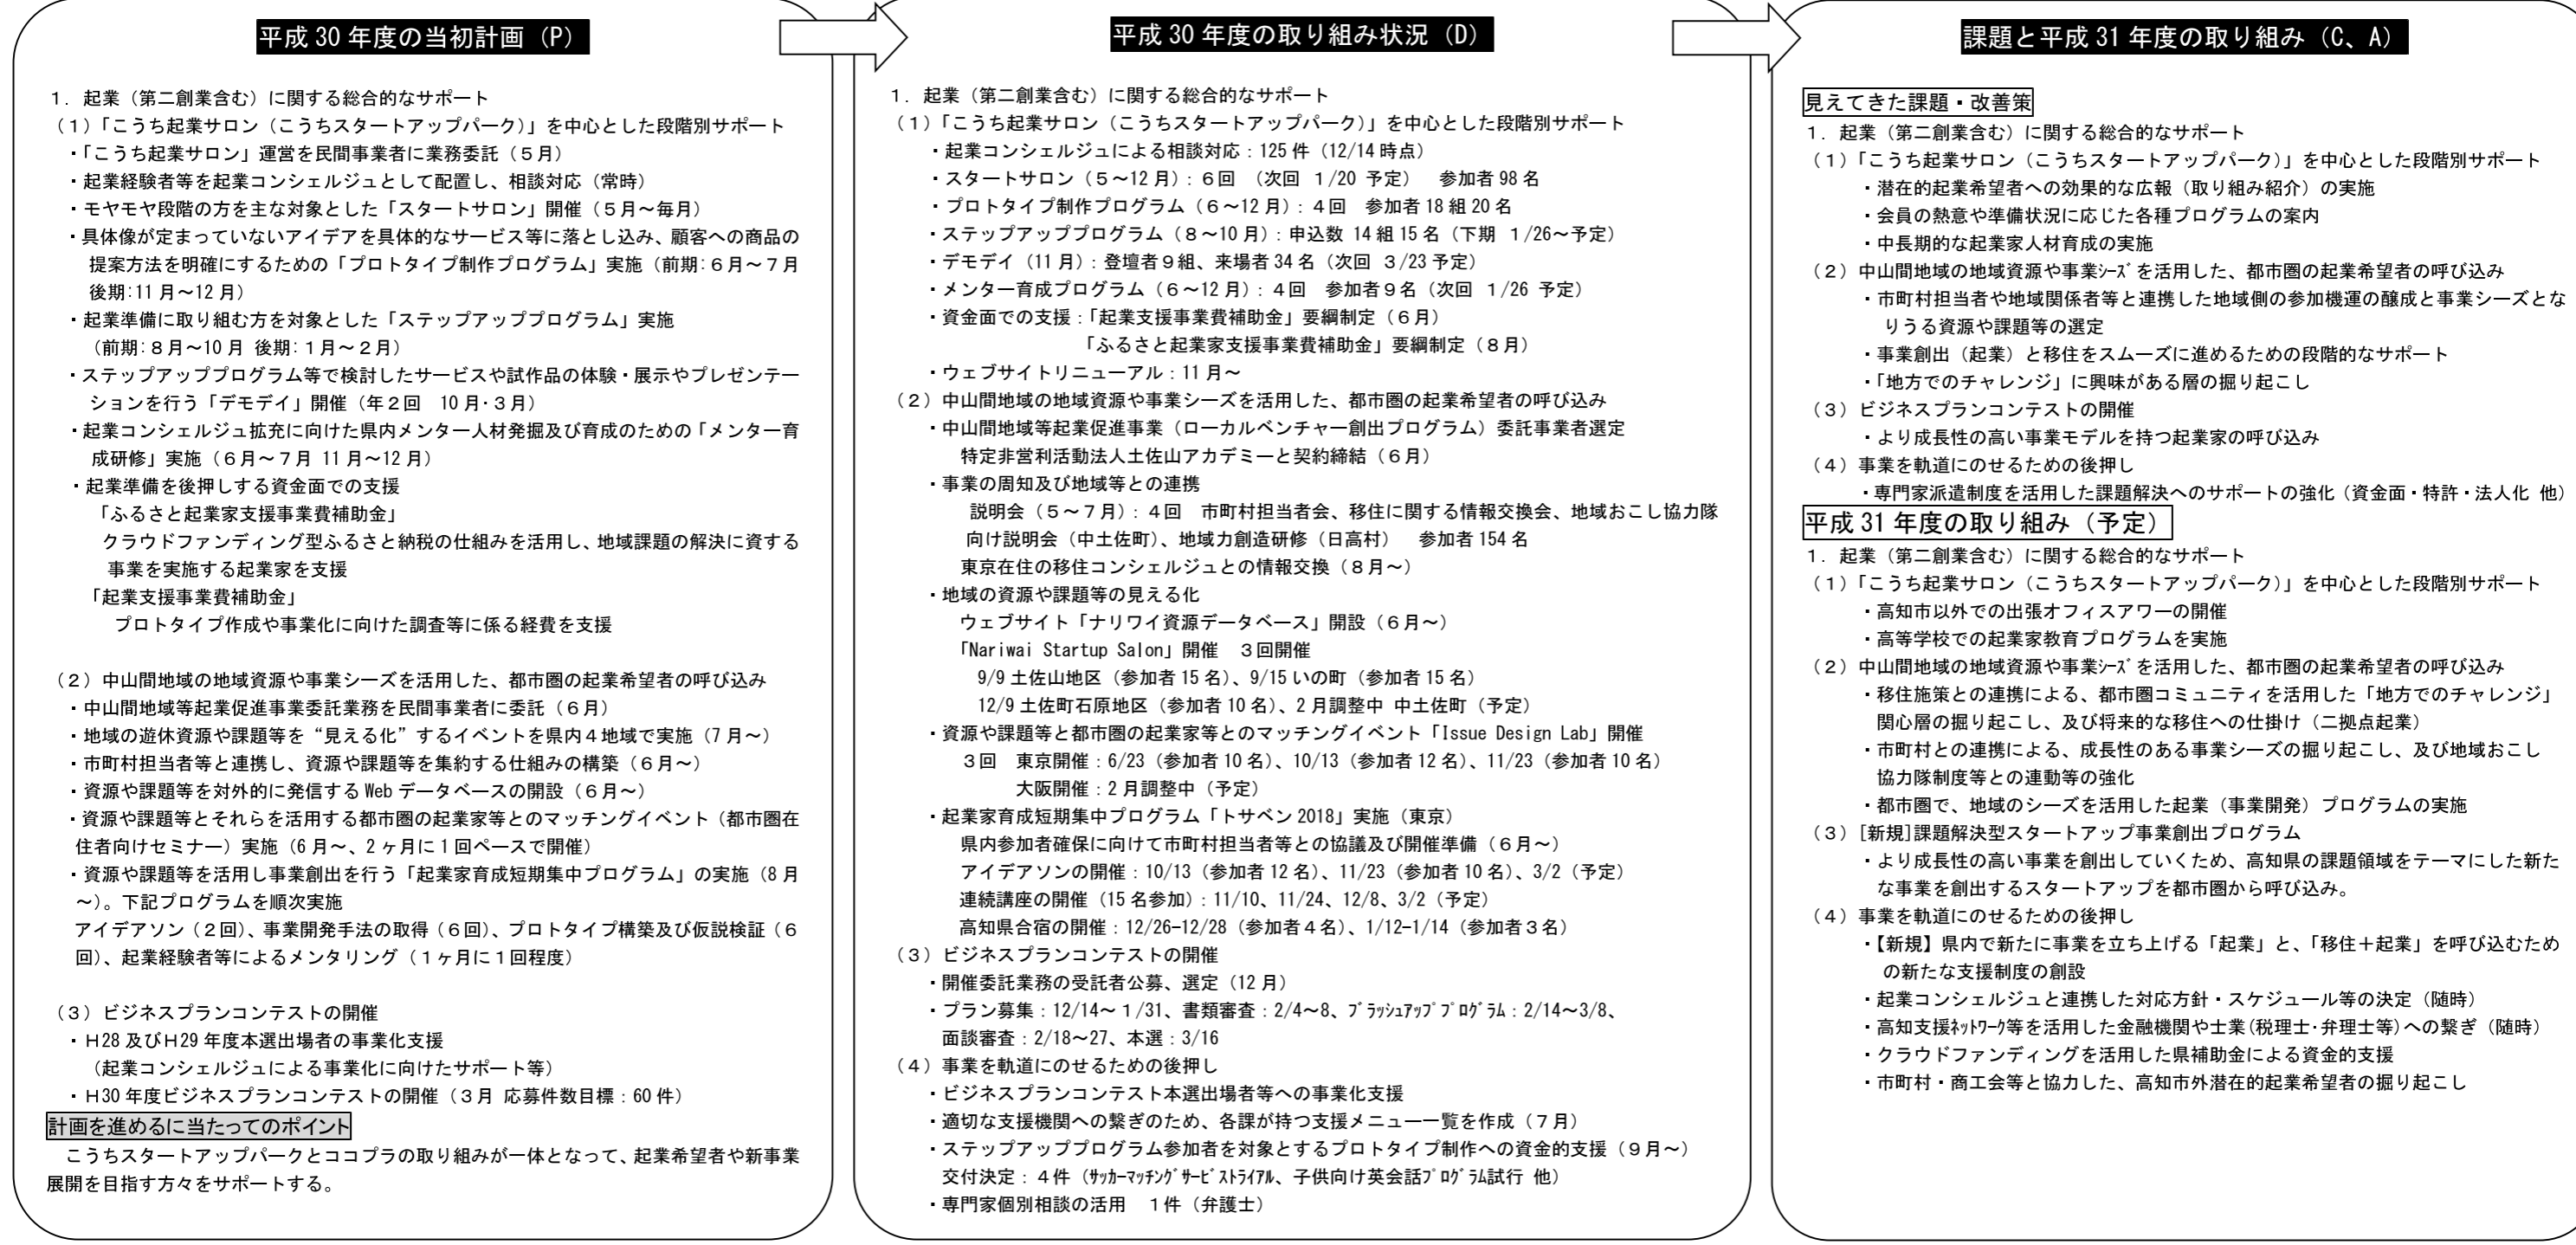 平成 30 年度の当初計画（P）
1．起業（第二創業含む）に関する総合的なサポート
（１）「こうち起業サロン（こうちスタートアップパーク）」を中心とした段階別サポート
・「こうち起業サロン」運営を民間事業者に業務委託（５月）
・起業経験者等を起業コンシェルジュとして配置し、相談対応（常時）
・モヤモヤ段階の方を主な対象とした「スタートサロン」開催（５月～毎月）
・具体像が定まっていないアイデアを具体的なサービス等に落とし込み、顧客への商品の
提案方法を明確にするための「プロトタイプ制作プログラム」実施（前期:６月～７月
後期:11 月～12 月）
・起業準備に取り組む方を対象とした「ステップアッププログラム」実施
（前期:８月～10 月 後期:１月～２月）
・ステップアッププログラム等で検討したサービスや試作品の体験・展示やプレゼンテー
ションを行う「デモデイ」開催（年２回　10 月・３月）
・起業コンシェルジュ拡充に向けた県内メンター人材発掘及び育成のための「メンター育
成研修」実施（６月～７月 11 月～12 月）
・起業準備を後押しする資金面での支援
「ふるさと起業家支援事業費補助金」
クラウドファンディング型ふるさと納税の仕組みを活用し、地域課題の解決に資する
事業を実施する起業家を支援
「起業支援事業費補助金」
プロトタイプ作成や事業化に向けた調査等に係る経費を支援
（２）中山間地域の地域資源や事業シーズを活用した、都市圏の起業希望者の呼び込み
・中山間地域等起業促進事業委託業務を民間事業者に委託（６月）
・地域の遊休資源や課題等を“見える化”するイベントを県内４地域で実施（7 月～）
・市町村担当者等と連携し、資源や課題等を集約する仕組みの構築（６月～）
・資源や課題等を対外的に発信する Web データベースの開設（６月～）
・資源や課題等とそれらを活用する都市圏の起業家等とのマッチングイベント（都市圏在
住者向けセミナー）実施（6 月～、2 ヶ月に 1 回ペースで開催）
・資源や課題等を活用し事業創出を行う「起業家育成短期集中プログラム」の実施（8 月
～）。下記プログラムを順次実施
アイデアソン（２回）、事業開発手法の取得（６回）、プロトタイプ構築及び仮説検証（６
回）、起業経験者等によるメンタリング（１ヶ月に１回程度）
（３）ビジネスプランコンテストの開催
・Ｈ28 及びＨ29 年度本選出場者の事業化支援
（起業コンシェルジュによる事業化に向けたサポート等）
・Ｈ30 年度ビジネスプランコンテストの開催（３月 応募件数目標：60 件）
計画を進めるに当たってのポイント
こうちスタートアップパークとココプラの取り組みが一体となって、起業希望者や新事業
展開を目指す方々をサポートする。
平成 30 年度の取り組み状況（D）
1．起業（第二創業含む）に関する総合的なサポート
（１）「こうち起業サロン（こうちスタートアップパーク）」を中心とした段階別サポート
・起業コンシェルジュによる相談対応：125 件（12/14 時点）
・スタートサロン（５～12 月）：６回　（次回 １/20 予定）　参加者 98 名
・プロトタイプ制作プログラム（６～12 月）：４回　参加者 18 組 20 名
・ステップアッププログラム（８～10 月）：申込数 14 組 15 名（下期 １/26～予定）
・デモデイ（11 月）：登壇者９組、来場者 34 名（次回 ３/23 予定）
・メンター育成プログラム（６～12 月）：４回　参加者９名（次回 １/26 予定）
・資金面での支援：「起業支援事業費補助金」要綱制定（６月）
「ふるさと起業家支援事業費補助金」要綱制定（８月）
・ウェブサイトリニューアル：11 月～
（２）中山間地域の地域資源や事業シーズを活用した、都市圏の起業希望者の呼び込み
・中山間地域等起業促進事業（ローカルベンチャー創出プログラム）委託事業者選定
特定非営利活動法人土佐山アカデミーと契約締結（６月）
・事業の周知及び地域等との連携
説明会（５～７月）：４回　市町村担当者会、移住に関する情報交換会、地域おこし協力隊
向け説明会（中土佐町）、地域力創造研修（日高村）　参加者 154 名
東京在住の移住コンシェルジュとの情報交換（８月～）
・地域の資源や課題等の見える化
ウェブサイト「ナリワイ資源データベース」開設（６月～）
「Nariwai Startup Salon」開催　３回開催
9/9 土佐山地区（参加者 15 名）、9/15 いの町（参加者 15 名）
12/9 土佐町石原地区（参加者 10 名）、２月調整中 中土佐町（予定）
・資源や課題等と都市圏の起業家等とのマッチングイベント「Issue Design Lab」開催
３回　東京開催：6/23（参加者 10 名）、10/13（参加者 12 名）、11/23（参加者 10 名）
大阪開催：２月調整中（予定）
・起業家育成短期集中プログラム「トサベン 2018」実施（東京）
県内参加者確保に向けて市町村担当者等との協議及び開催準備（６月～）
アイデアソンの開催：10/13（参加者 12 名）、11/23（参加者 10 名）、3/2（予定）
連続講座の開催（15 名参加）：11/10、11/24、12/8、3/2（予定）
高知県合宿の開催：12/26-12/28（参加者４名）、1/12-1/14（参加者３名）
（３）ビジネスプランコンテストの開催
・開催委託業務の受託者公募、選定（12 月）
・プラン募集：12/14～１/31、書類審査：2/4～8、ﾌﾞﾗｯｼｭｱｯﾌﾟﾌﾟﾛｸﾞﾗﾑ：2/14～3/8、
面談審査：2/18～27、本選：3/16
（４）事業を軌道にのせるための後押し
・ビジネスプランコンテスト本選出場者等への事業化支援
・適切な支援機関への繋ぎのため、各課が持つ支援メニュー一覧を作成（７月）
・ステップアッププログラム参加者を対象とするプロトタイプ制作への資金的支援（９月～）
交付決定：４件（ｻｯｶｰﾏｯﾁﾝｸﾞｻｰﾋﾞｽﾄﾗｲｱﾙ、子供向け英会話ﾌﾟﾛｸﾞﾗﾑ試行 他）
・専門家個別相談の活用　１件（弁護士）
課題と平成 31 年度の取り組み（C、A）
見えてきた課題・改善策
1．起業（第二創業含む）に関する総合的なサポート
（１）「こうち起業サロン（こうちスタートアップパーク）」を中心とした段階別サポート
・潜在的起業希望者への効果的な広報（取り組み紹介）の実施
・会員の熱意や準備状況に応じた各種プログラムの案内
・中長期的な起業家人材育成の実施
（２）中山間地域の地域資源や事業ｼｰｽﾞを活用した、都市圏の起業希望者の呼び込み
・市町村担当者や地域関係者等と連携した地域側の参加機運の醸成と事業シーズとな
りうる資源や課題等の選定
・事業創出（起業）と移住をスムーズに進めるための段階的なサポート
・「地方でのチャレンジ」に興味がある層の掘り起こし
（３）ビジネスプランコンテストの開催
・より成長性の高い事業モデルを持つ起業家の呼び込み
（４）事業を軌道にのせるための後押し
・専門家派遣制度を活用した課題解決へのサポートの強化（資金面・特許・法人化 他）
平成 31 年度の取り組み（予定）
1．起業（第二創業含む）に関する総合的なサポート
（１）「こうち起業サロン（こうちスタートアップパーク）」を中心とした段階別サポート
・高知市以外での出張オフィスアワーの開催
・高等学校での起業家教育プログラムを実施
（２）中山間地域の地域資源や事業ｼｰｽﾞを活用した、都市圏の起業希望者の呼び込み
・移住施策との連携による、都市圏コミュニティを活用した「地方でのチャレンジ」
関心層の掘り起こし、及び将来的な移住への仕掛け（二拠点起業）
・市町村との連携による、成長性のある事業シーズの掘り起こし、及び地域おこし
協力隊制度等との連動等の強化
・都市圏で、地域のシーズを活用した起業（事業開発）プログラムの実施
（３）[新規]課題解決型スタートアップ事業創出プログラム
・より成長性の高い事業を創出していくため、高知県の課題領域をテーマにした新た
な事業を創出するスタートアップを都市圏から呼び込み。
（４）事業を軌道にのせるための後押し
・【新規】県内で新たに事業を立ち上げる「起業」と、「移住＋起業」を呼び込むため
の新たな支援制度の創設
・起業コンシェルジュと連携した対応方針・スケジュール等の決定（随時）
・高知支援ﾈｯﾄﾜｰｸ等を活用した金融機関や士業(税理士・弁理士等)への繋ぎ（随時）
・クラウドファンディングを活用した県補助金による資金的支援
・市町村・商工会等と協力した、高知市外潜在的起業希望者の掘り起こし